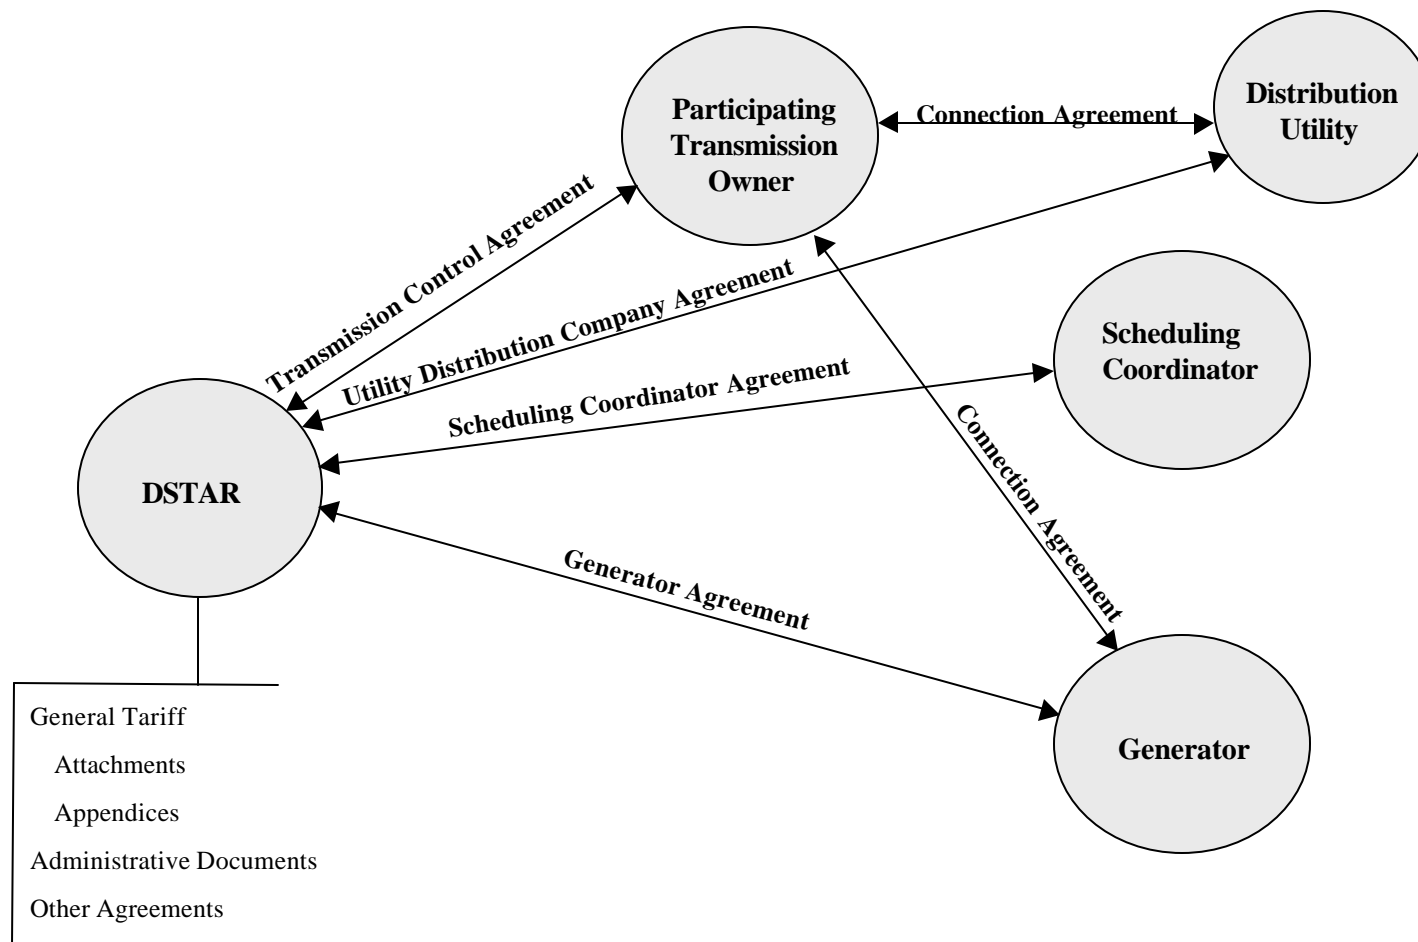 Participating
Transmission
Owner
Connection Agreement
Distribution
Utility
Transmission Control Agreement
Utility Distribution Company Agreement
Scheduling Coordinator Agreement
Scheduling
Coordinator
Connection Agreement
DSTAR
Generator Agreement
Generator
General Tariff
Attachments
Appendices
Administrative Documents
Other Agreements